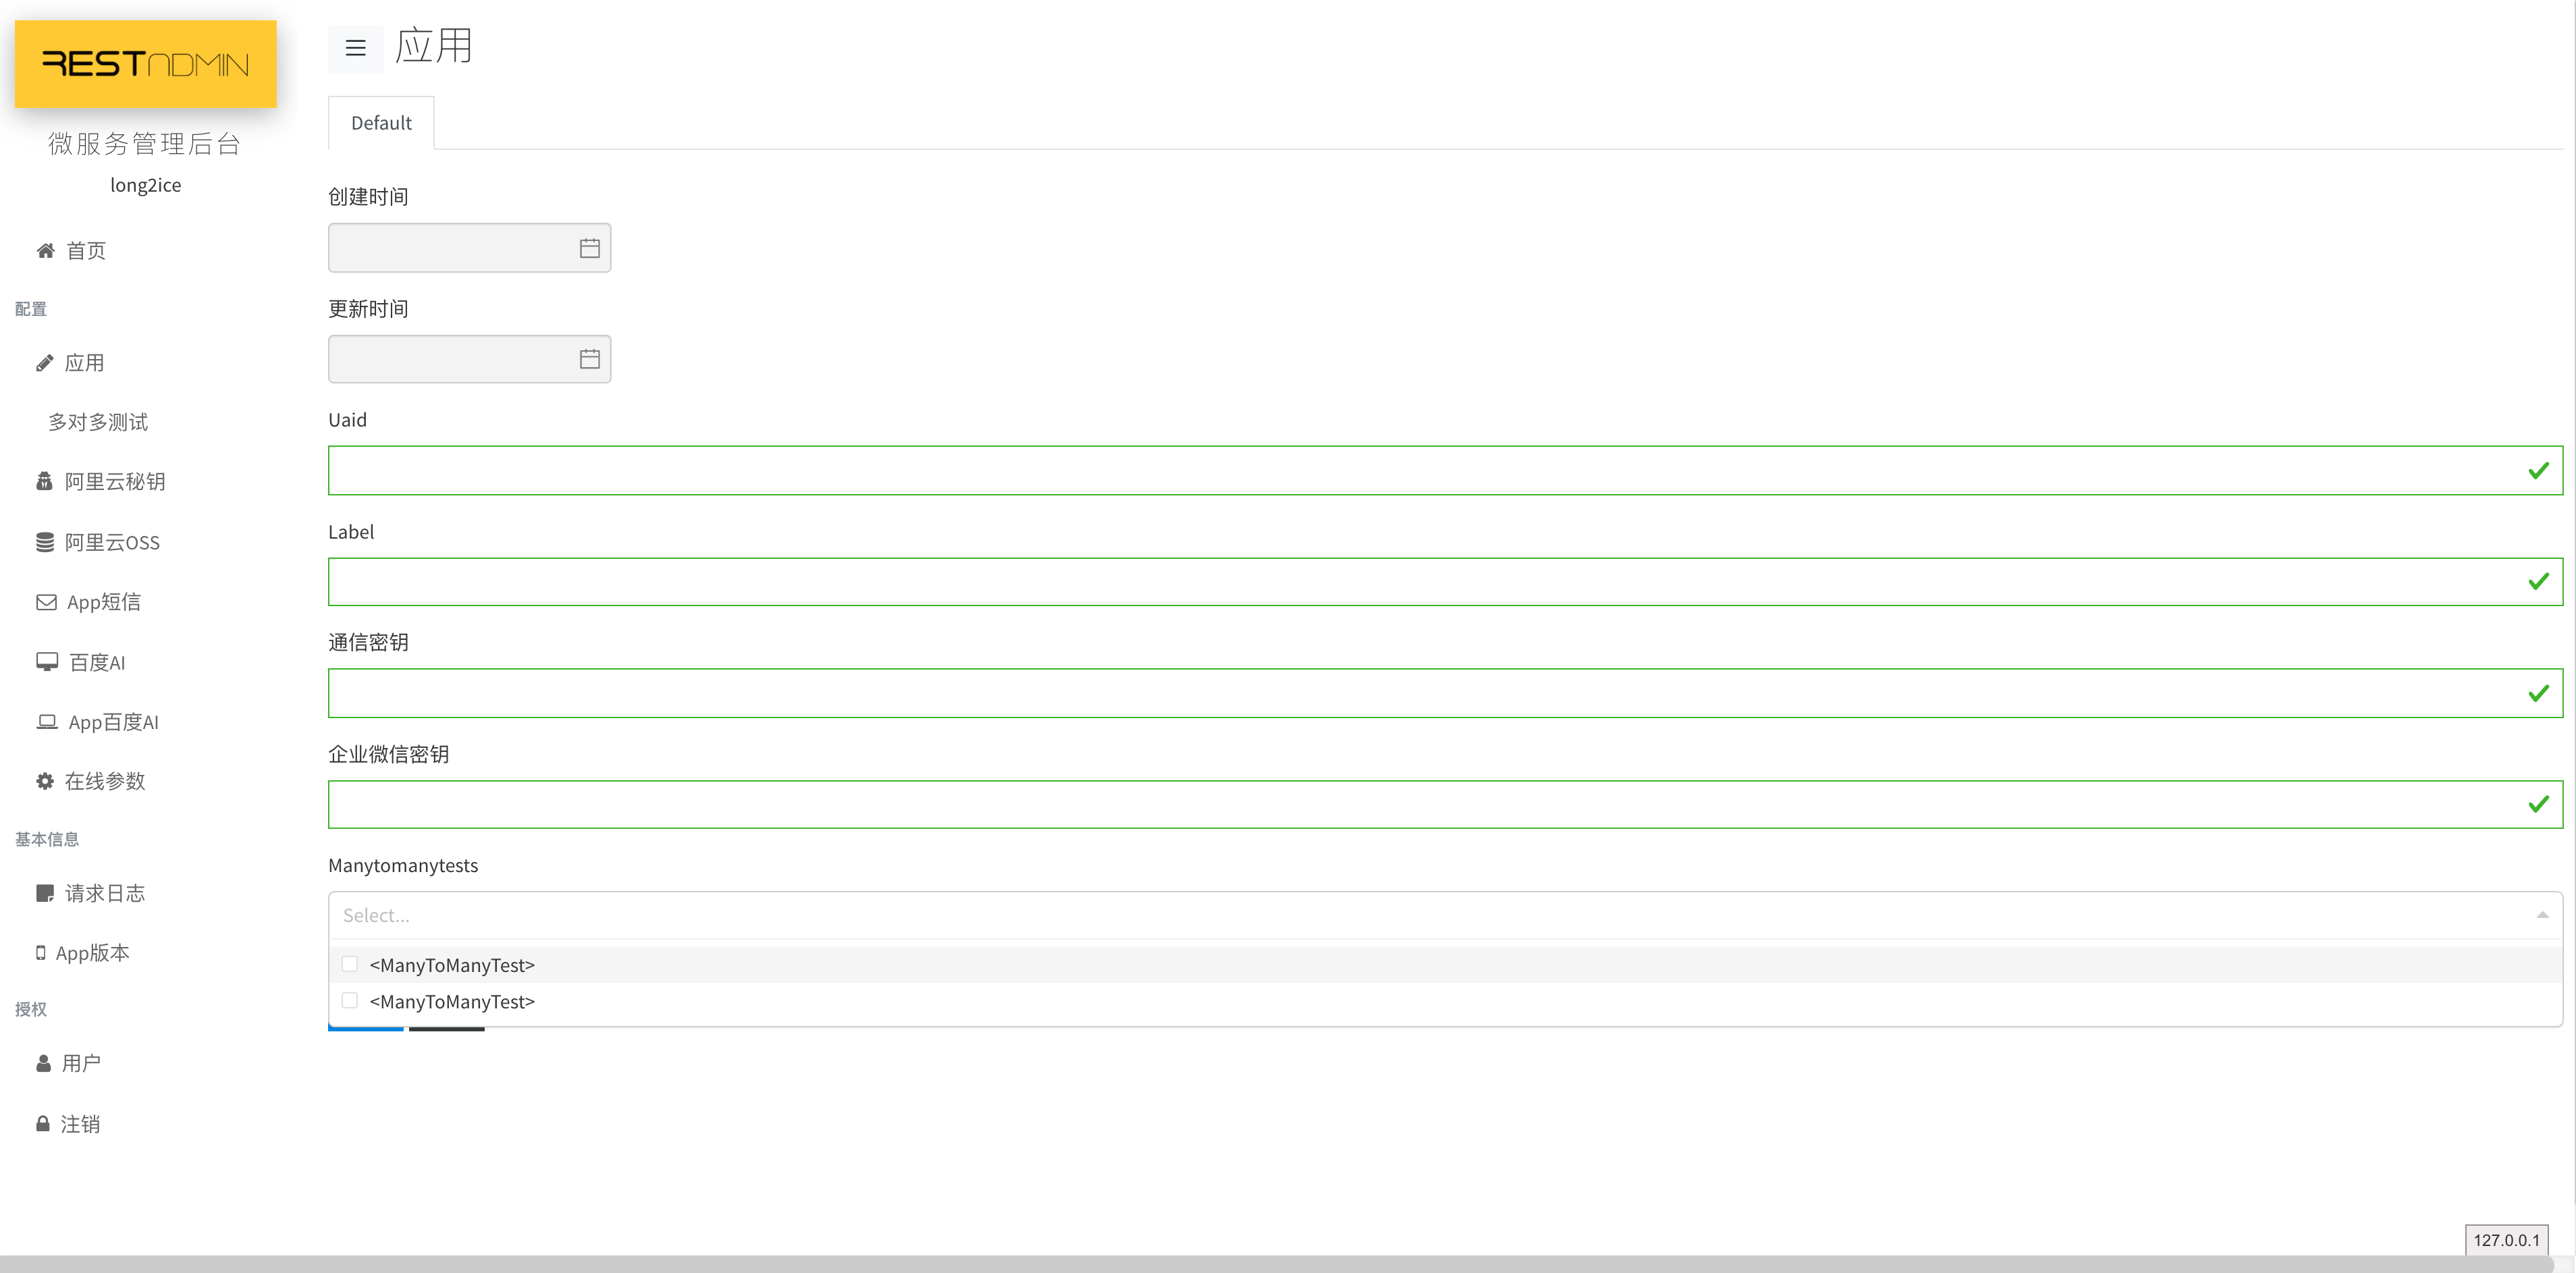 RESTADMIN
微服务管理后台
long2ice
首页
配置
应用
多对多测试
阿里云秘钥
阿里云OSS
App短信
百度AI
App百度AI
在线参数
基本信息
请求日志
App版本
授权
用户
注销
应用
Default
创建时间
更新时间
Uaid
Label
通信密钥
企业微信密钥
Manytomanytests
Select...
<ManyToManyTest>
<ManyToManyTest>
127.0.0.1